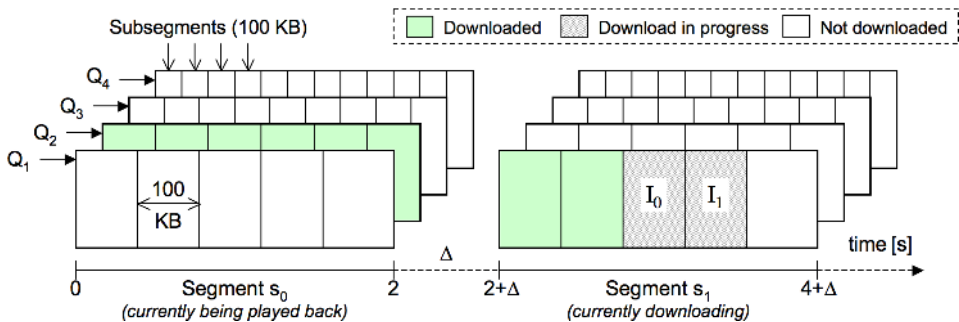 Subsegments (100 KB)
Downloaded
Download in progress
Not downloaded
Q4
Q3
Q2
Q1
100
KB
I0
I1
Δ
time [s]
0
Segment s0
2
2+Δ
Segment s1
4+Δ
(currently being played back)
(currently downloading)